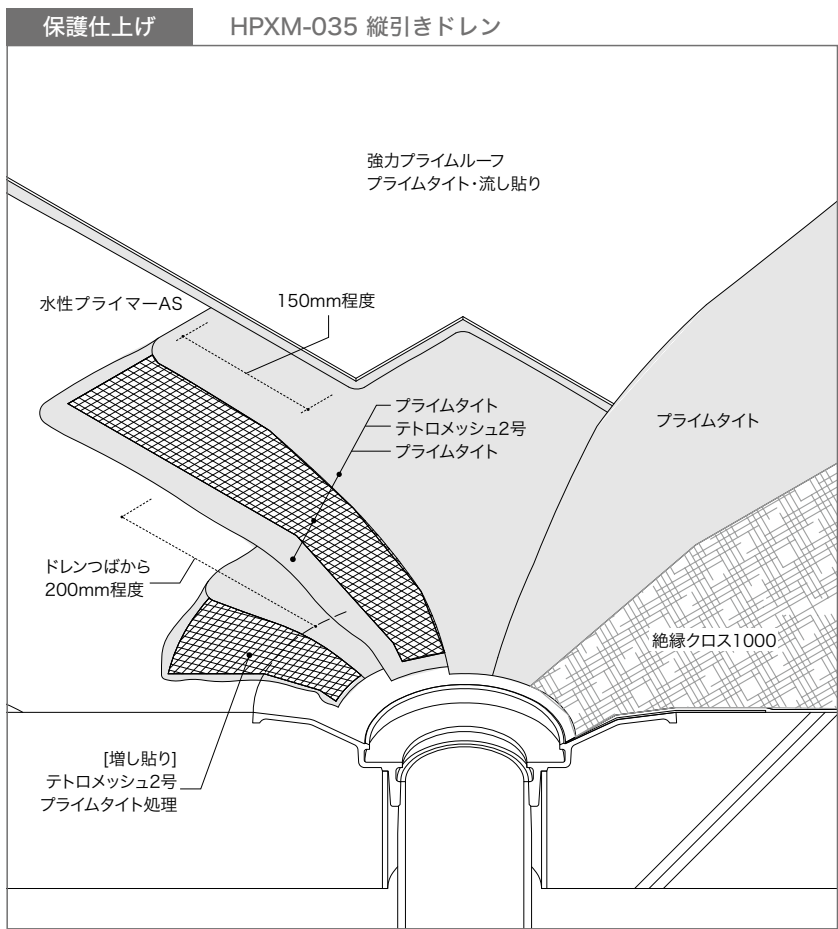 保護仕上げ
HPXM-035 縦引きドレン
強力プライムルーフ
プライムタイト・流し貼り
水性プライマーAS
150mm程度
プライムタイト
テトロメッシュ2号
プライムタイト
プライムタイト
ドレンつばから
200mm程度
絶縁クロス1000
[増し貼り]
テトロメッシュ2号
プライムタイト処理